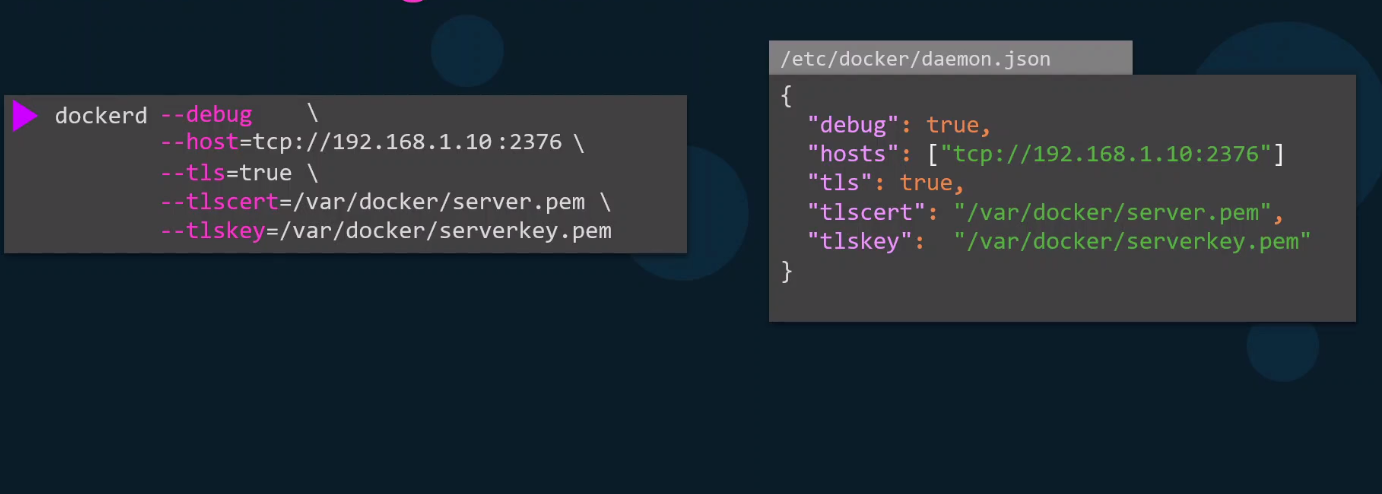 dockerd --debug \
--host=tcp://192.168.1.10:2376 \
--tls=true \
--tlscert=/var/docker/server.pem \
--tlskey=/var/docker/serverkey.pem
/etc/docker/daemon.json
{
"debug": true,
"hosts": ["tcp://192.168.1.10:2376"]
"tls": true,
"tlscert": "/var/docker/server.pem",
"tlskey": "/var/docker/serverkey.pem"
}